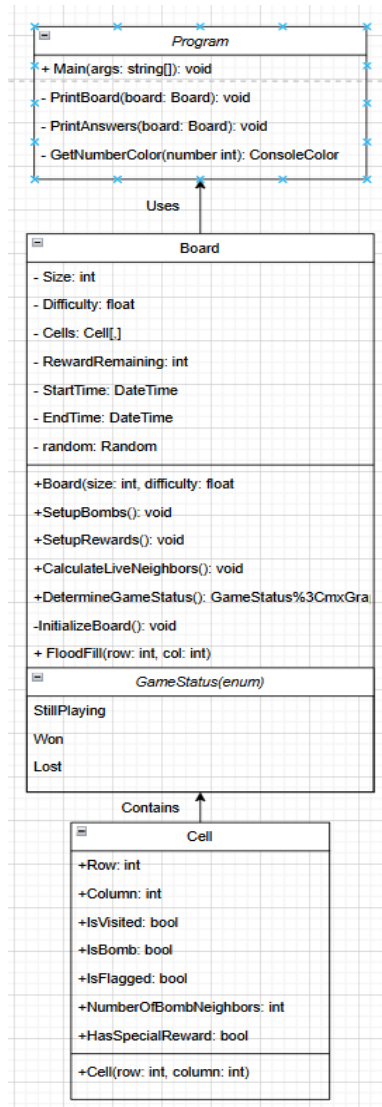 Program
+ Main(args: string[]): void
- PrintBoard(board: Board): void
- PrintAnswers(board: Board): void
- GetNumberColor(number int): ConsoleColor
Uses
Board
- Size: int
- Difficulty: float
- Cells: Cell[,]
- RewardRemaining: int
- StartTime: DateTime
- EndTime: DateTime
- random: Random
+Board(size: int, difficulty: float
+SetupBombs(): void
+SetupRewards(): void
+CalculateLiveNeighbors(): void
+DetermineGameStatus(): GameStatus%3CmxGra
-InitializeBoard(): void
+ FloodFill(row: int, col: int)
GameStatus(enum)
StillPlaying
Won
Lost
Contains
Cell
+Row: int
+Column: int
+IsVisited: bool
+IsBomb: bool
+IsFlagged: bool
+NumberOfBombNeighbors: int
+HasSpecialReward: bool
+Cell(row: int, column: int)